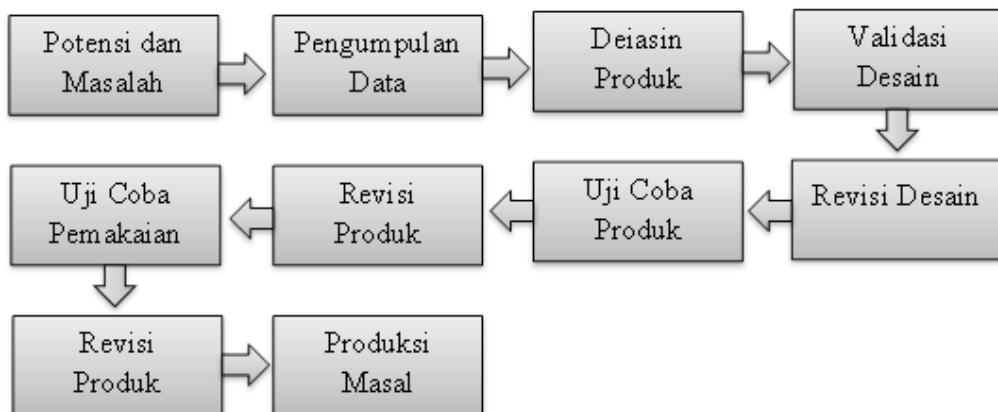 Potensi dan
Masalah
Pengumpulan
Data
Deiasin
Produk
Validasi
Desain
Revisi Desain
Uji Coba
Produk
Revisi
Produk
Uji Coba
Pemakaian
Revisi
Produk
Produksi
Masal